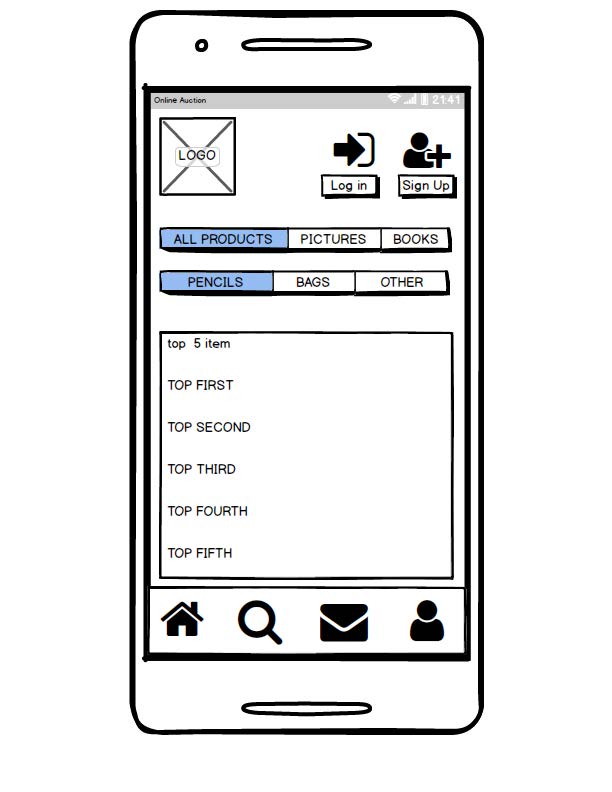 Online Auction 21:41
LOGO
Log in Sign Up
ALL PRODUCTS PICTURES BOOKS
PENCILS BAGS OTHER
top 5 item
TOP FIRST
TOP SECOND
TOP THIRD
TOP FOURTH
TOP FIFTH